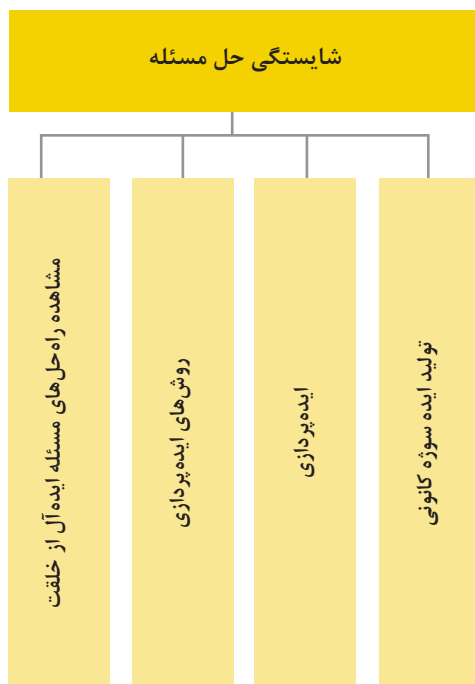 شایستگی حل مسئله
تولید ایده سوژه کانونی
ایده‌پردازی
روش‌های ایده‌پردازی
مشاهده راه‌حل‌های مسئله ایده‌آل از خلقت